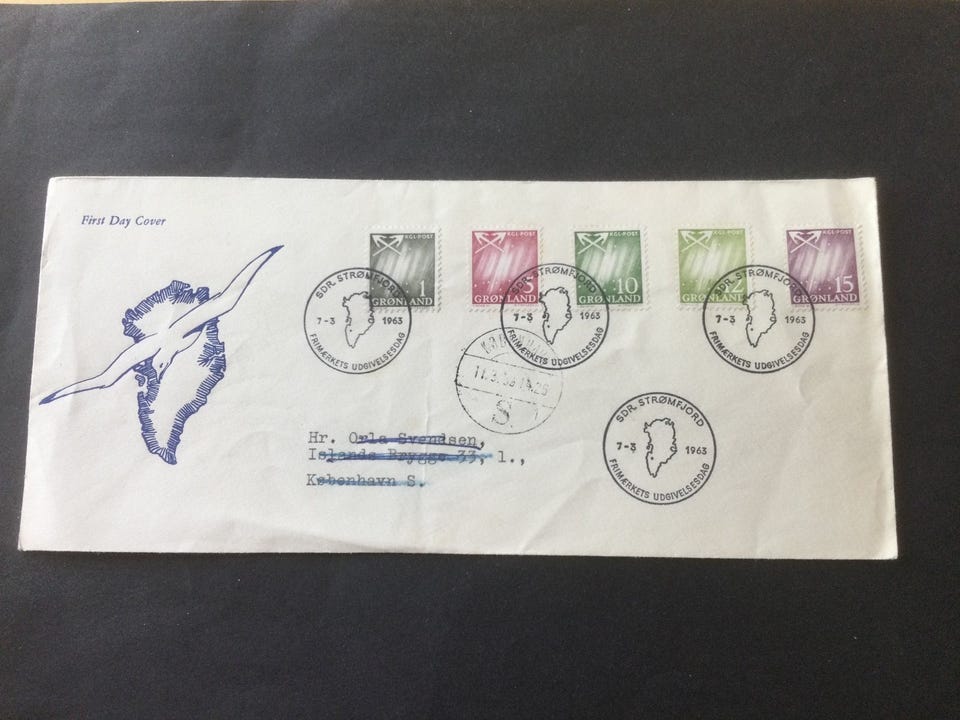 First Day Cover
KGL·POST
1
GRØNLAND
KGL·POST
GRØNLAND
KGL·POST
10
GRØNLAND
KGL·POST
GRØNLAND
KGL·POST
15
GRØNLAND
SDR. STRØMFJORD
7-3 1963
FRIMÆRKETS UDGIVELSESDAG
SDR. STRØMFJORD
7-3 1963
FRIMÆRKETS UDGIVELSESDAG
SDR. STRØMFJORD
7-3 1963
FRIMÆRKETS UDGIVELSESDAG
S.
Hr. Orla Svendsen,
Islands Brygge 33, 1.,
København S.
SDR. STRØMFJORD
7-3 1963
FRIMÆRKETS UDGIVELSESDAG